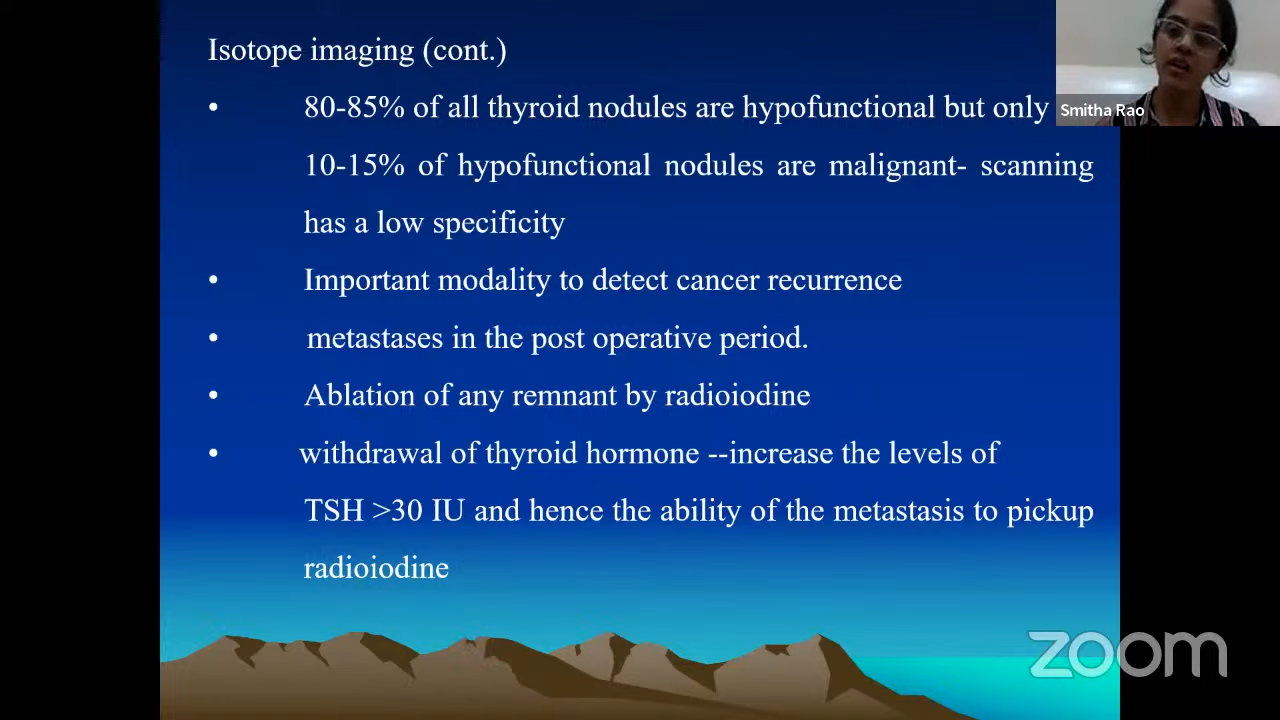 Isotope imaging (cont.)
• 80-85% of all thyroid nodules are hypofunctional but only
10-15% of hypofunctional nodules are malignant- scanning
has a low specificity
• Important modality to detect cancer recurrence
• metastases in the post operative period.
• Ablation of any remnant by radioiodine
• withdrawal of thyroid hormone --increase the levels of
TSH >30 IU and hence the ability of the metastasis to pickup
radioiodine
Smitha Rao
zoom